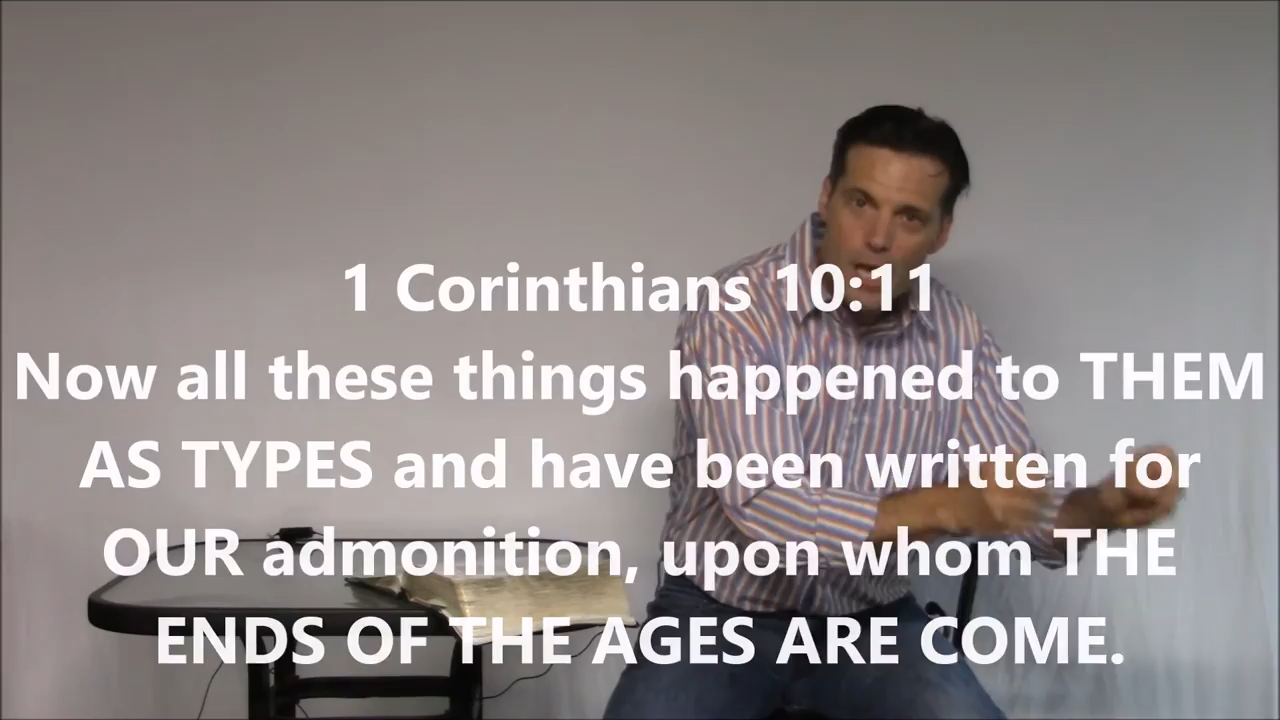 1 Corinthians 10:11
Now all these things happened to THEM
AS TYPES and have been written for
OUR admonition, upon whom THE
ENDS OF THE AGES ARE COME.